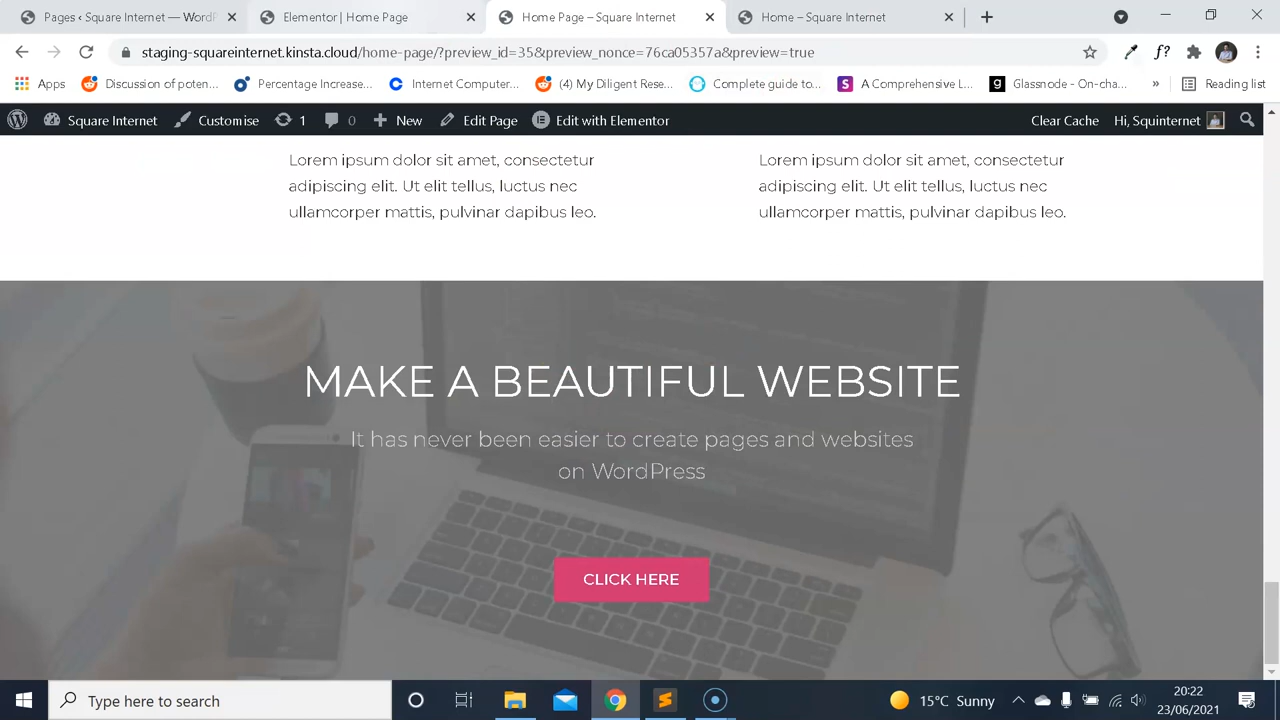 Pages ‹ Square Internet — WordP
Elementor | Home Page
Home Page – Square Internet
Home – Square Internet
staging-squareinternet.kinsta.cloud/home-page/?preview_id=35&preview_nonce=76ca05357a&preview=true
f?
Apps
Discussion of poten...
Percentage Increase...
Internet Computer...
(4) My Diligent Rese...
Complete guide to...
S
A Comprehensive L...
g
Glassnode - On-cha...
»
Reading list
Square Internet
Customise
1
0
New
Edit Page
Edit with Elementor
Clear Cache
Hi, Squinternet
Lorem ipsum dolor sit amet, consectetur
adipiscing elit. Ut elit tellus, luctus nec
ullamcorper mattis, pulvinar dapibus leo.
Lorem ipsum dolor sit amet, consectetur
adipiscing elit. Ut elit tellus, luctus nec
ullamcorper mattis, pulvinar dapibus leo.
MAKE A BEAUTIFUL WEBSITE
It has never been easier to create pages and websites
on WordPress
CLICK HERE
Type here to search
15°C Sunny
20:22
23/06/2021